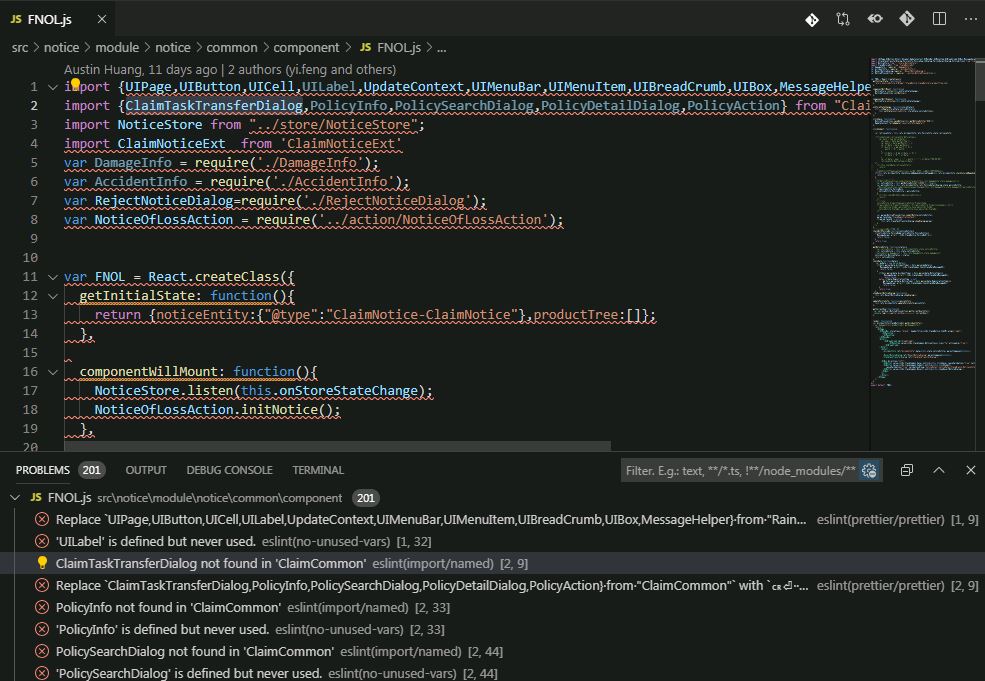 JS FNOL.js
src > notice > module > notice > common > component > JS FNOL.js > ...
Austin Huang, 11 days ago | 2 authors (yi.feng and others)
1 import {UIPage,UIButton,UICell,UILabel,UpdateContext,UIMenuBar,UIMenuItem,UIBreadCrumb,UIBox,MessageHelpe
2 import {ClaimTaskTransferDialog,PolicyInfo,PolicySearchDialog,PolicyDetailDialog,PolicyAction} from "Clai
3 import NoticeStore from "../store/NoticeStore";
4 import ClaimNoticeExt from 'ClaimNoticeExt'
5 var DamageInfo = require('./DamageInfo');
6 var AccidentInfo = require('./AccidentInfo');
7 var RejectNoticeDialog=require('./RejectNoticeDialog');
8 var NoticeOfLossAction = require('../action/NoticeOfLossAction');
9
10
11 var FNOL = React.createClass({
12 getInitialState: function(){
13 return {noticeEntity:{"@type":"ClaimNotice-ClaimNotice"},productTree:[]};
14 },
15
16 componentWillMount: function(){
17 NoticeStore.listen(this.onStoreStateChange);
18 NoticeOfLossAction.initNotice();
19 },
20
PROBLEMS 201 OUTPUT DEBUG CONSOLE TERMINAL Filter. E.g.: text, **/*.ts, !**/node_modules/**
JS FNOL.js src\notice\module\notice\common\component 201
Replace `UIPage,UIButton,UICell,UILabel,UpdateContext,UIMenuBar,UIMenuItem,UIBreadCrumb,UIBox,MessageHelper}·from·"Rain... eslint(prettier/prettier) [1, 9]
'UILabel' is defined but never used. eslint(no-unused-vars) [1, 32]
ClaimTaskTransferDialog not found in 'ClaimCommon' eslint(import/named) [2, 9]
Replace `ClaimTaskTransferDialog,PolicyInfo,PolicySearchDialog,PolicyDetailDialog,PolicyAction}·from·"ClaimCommon"` with `␍⏎··... eslint(prettier/prettier) [2, 9]
PolicyInfo not found in 'ClaimCommon' eslint(import/named) [2, 33]
'PolicyInfo' is defined but never used. eslint(no-unused-vars) [2, 33]
PolicySearchDialog not found in 'ClaimCommon' eslint(import/named) [2, 44]
'PolicySearchDialog' is defined but never used. eslint(no-unused-vars) [2, 44]